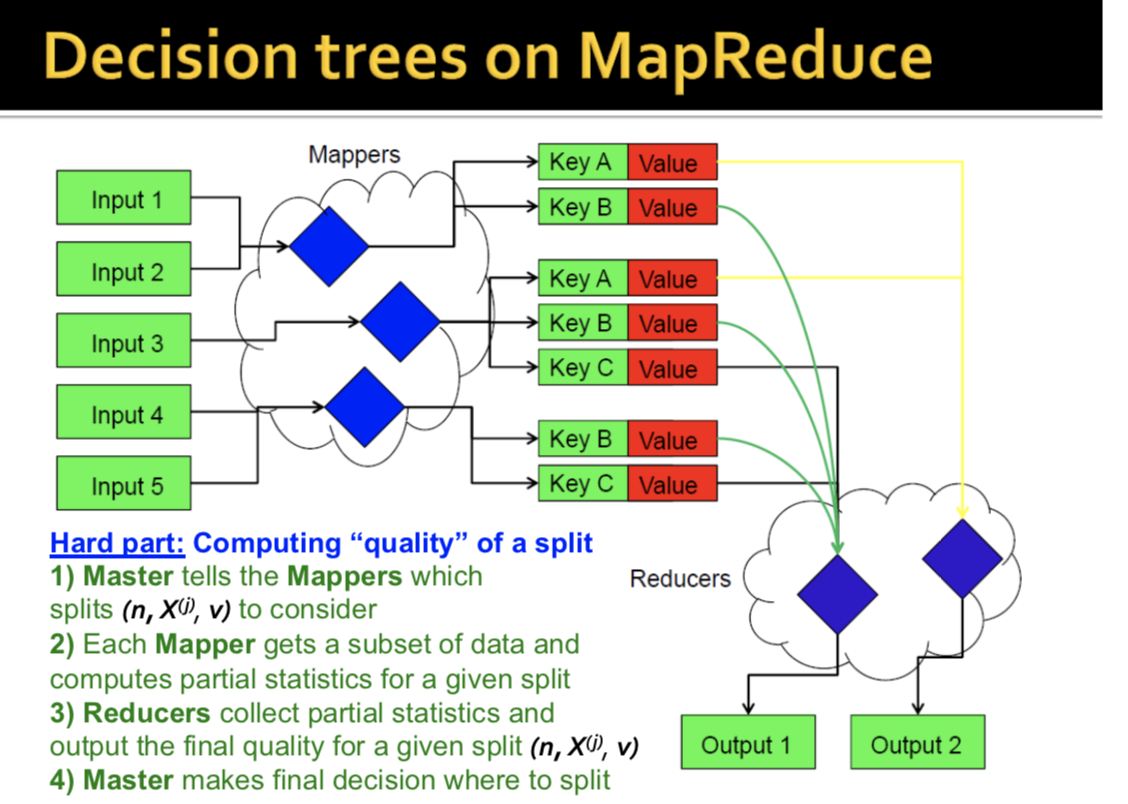 Decision trees on MapReduce
Mappers
Input 1
Input 2
Input 3
Input 4
Input 5
Key A Value
Key B Value
Key A Value
Key B Value
Key C Value
Key B Value
Key C Value
Hard part: Computing “quality” of a split
1) Master tells the Mappers which
splits (n, X(j), v) to consider
2) Each Mapper gets a subset of data and
computes partial statistics for a given split
3) Reducers collect partial statistics and
output the final quality for a given split (n, X(j), v)
4) Master makes final decision where to split
Reducers
Output 1
Output 2